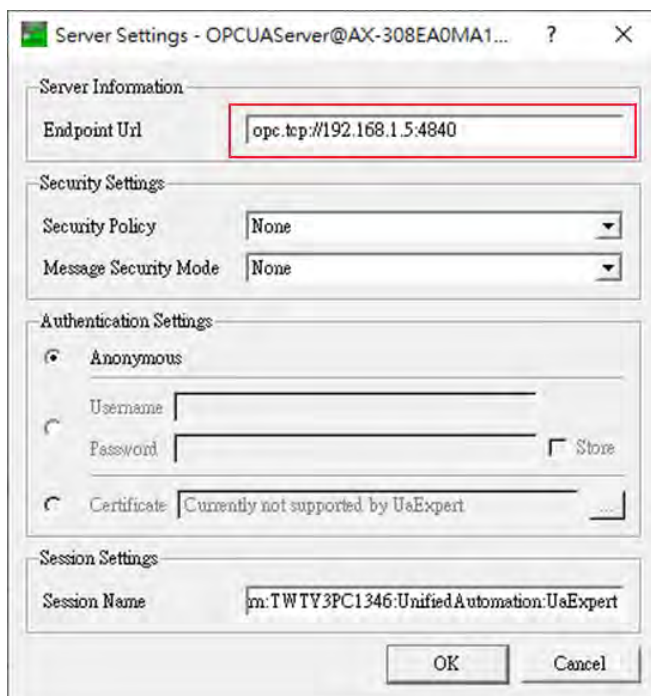 Server Settings - OPCUAServer@AX-308EA0MA1... ? ×
Server Information
Endpoint Url opc.tcp://192.168.1.5:4840
Security Settings
Security Policy None
Message Security Mode None
Authentication Settings
Anonymous
Username
Password Store
Certificate Currently not supported by UaExpert ...
Session Settings
Session Name m:TWTY3PC1346:UnifiedAutomation:UaExpert
OK Cancel